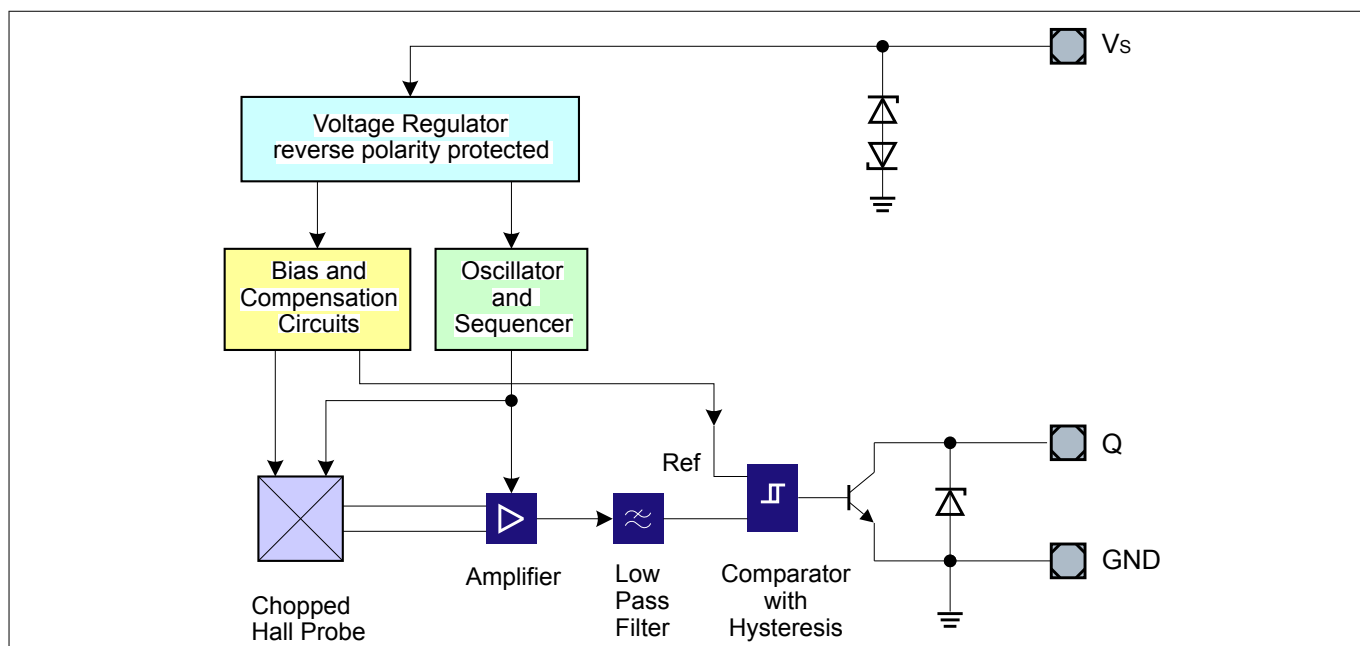 Vs
Voltage Regulator
reverse polarity protected
Bias and
Compensation
Circuits
Oscillator
and
Sequencer
Ref
Q
GND
Amplifier
Low
Pass
Filter
Comparator
with
Hysteresis
Chopped
Hall Probe